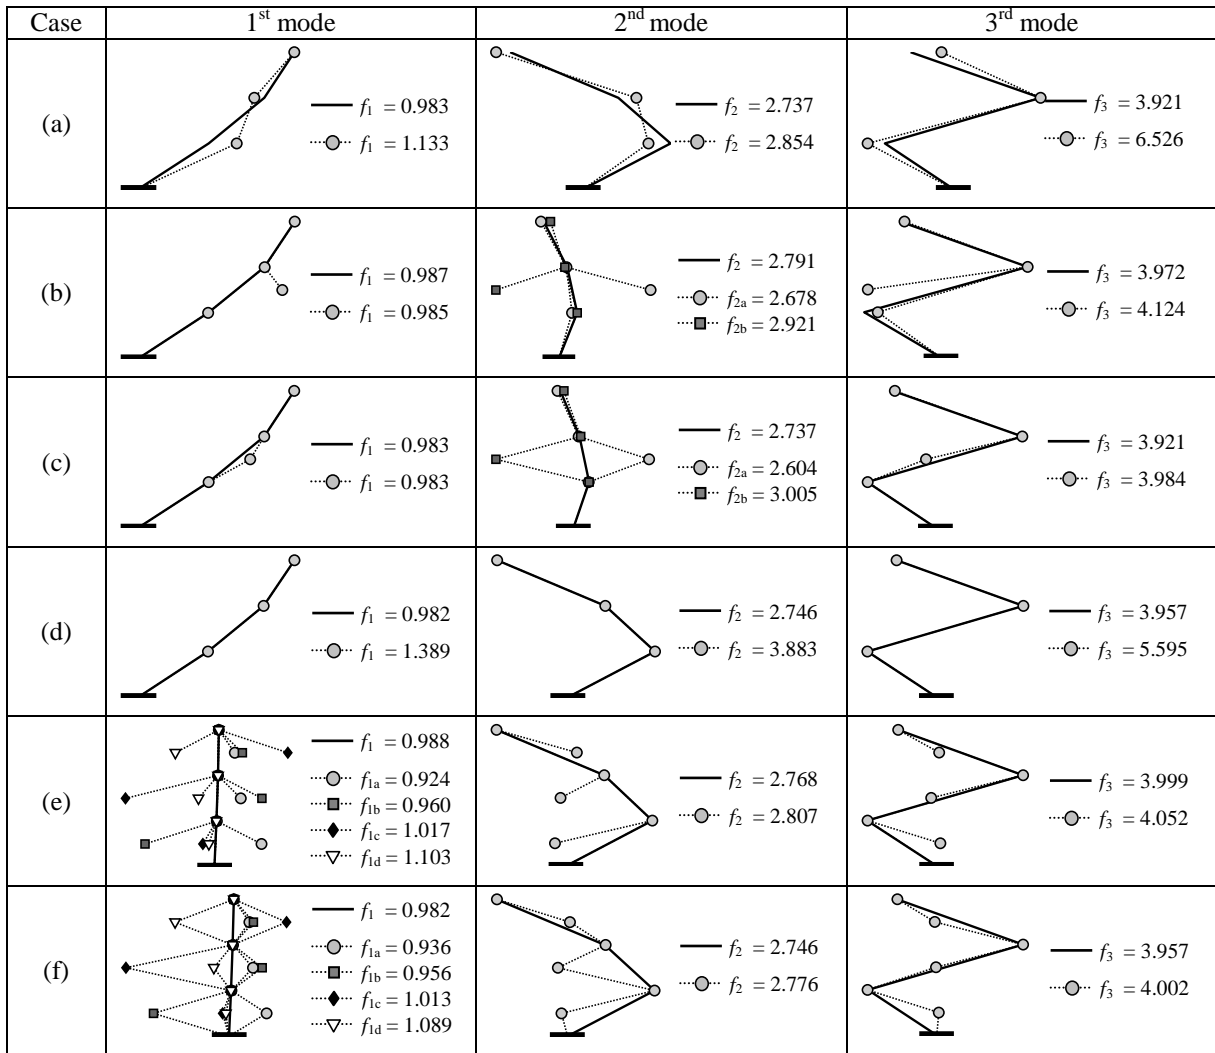 Case 1st mode 2nd mode 3rd mode
(a)
f1 = 0.983
f1 = 1.133
f2 = 2.737
f2 = 2.854
f3 = 3.921
f3 = 6.526
(b)
f1 = 0.987
f1 = 0.985
f2 = 2.791
f2a = 2.678
f2b = 2.921
f3 = 3.972
f3 = 4.124
(c)
f1 = 0.983
f1 = 0.983
f2 = 2.737
f2a = 2.604
f2b = 3.005
f3 = 3.921
f3 = 3.984
(d)
f1 = 0.982
f1 = 1.389
f2 = 2.746
f2 = 3.883
f3 = 3.957
f3 = 5.595
(e)
f1 = 0.988
f1a = 0.924
f1b = 0.960
f1c = 1.017
f1d = 1.103
f2 = 2.768
f2 = 2.807
f3 = 3.999
f3 = 4.052
(f)
f1 = 0.982
f1a = 0.936
f1b = 0.956
f1c = 1.013
f1d = 1.089
f2 = 2.746
f2 = 2.776
f3 = 3.957
f3 = 4.002